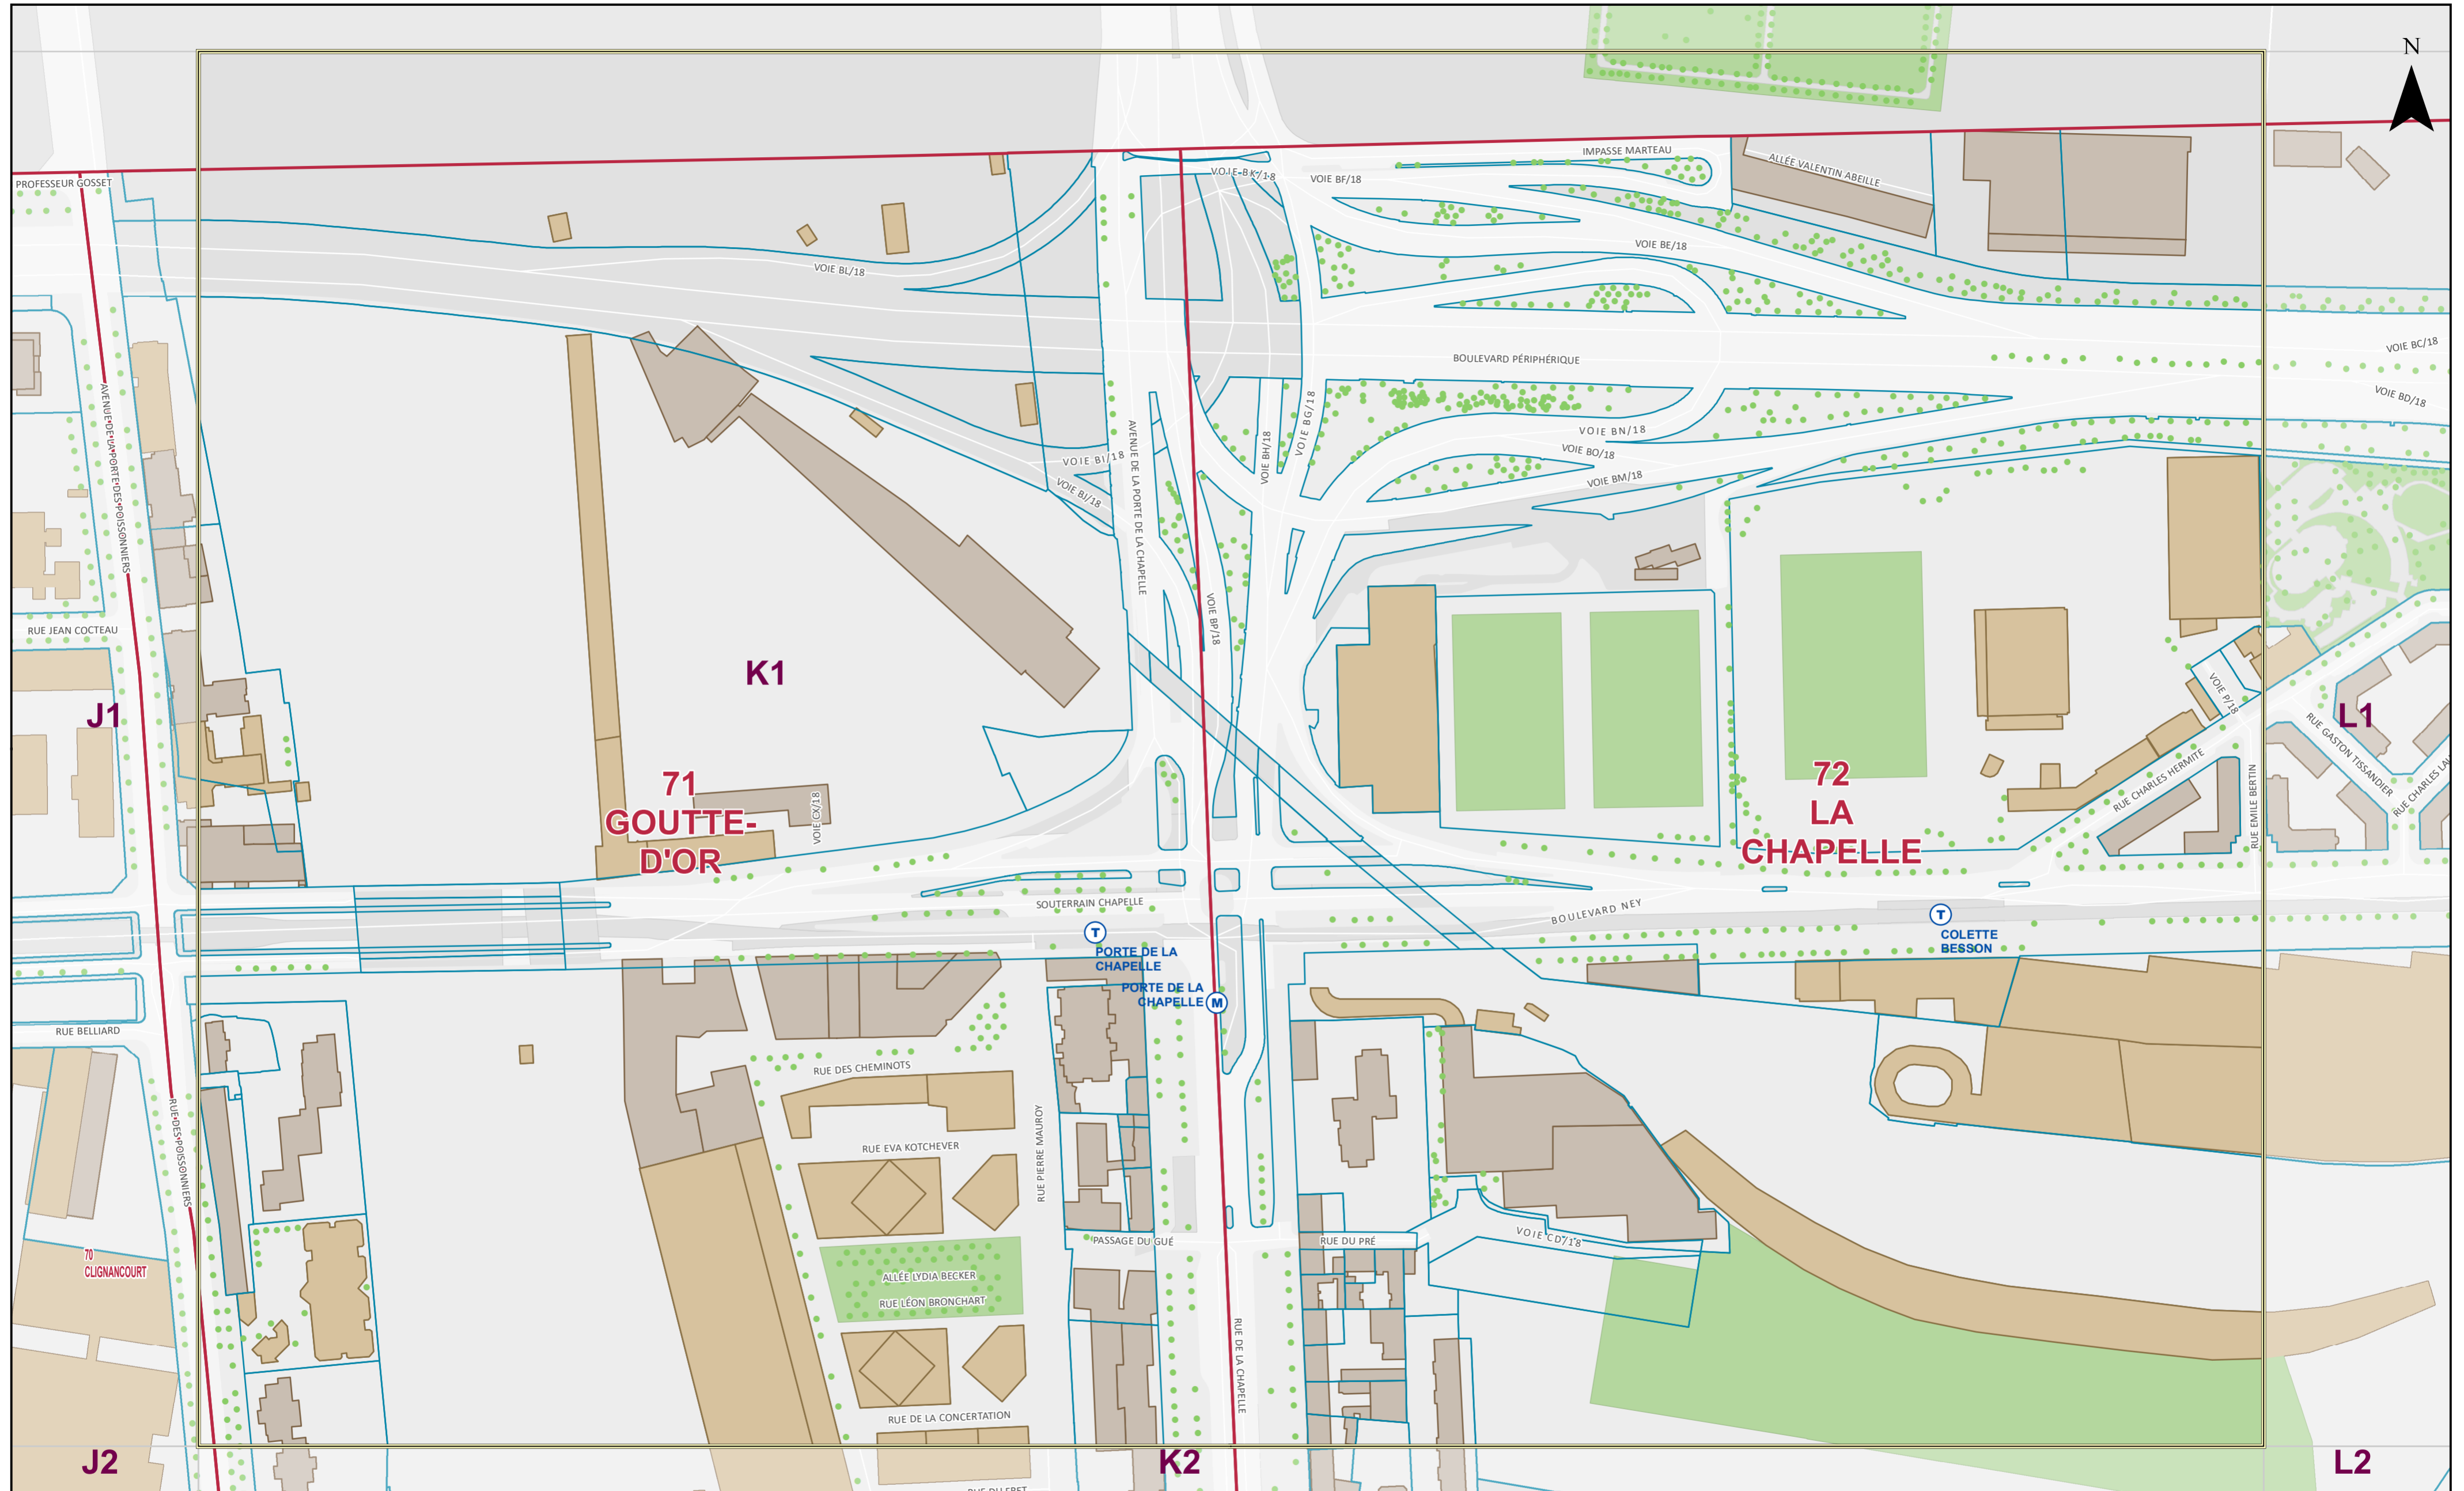 N
IMPASSE MARTEAU
ALLÉE VALENTIN ABEILLE
PROFESSEUR GOSSET
VOIE BK/18
VOIE BF/18
VOIE BE/18
VOIE BL/18
BOULEVARD PÉRIPHÉRIQUE
VOIE BC/18
VOIE BD/18
AVENUE DE LA PORTE DES POISSONNIERS
AVENUE DE LA PORTE DE LA CHAPELLE
VOIE BG/18
VOIE BH/18
VOIE BN/18
VOIE BO/18
VOIE BM/18
VOIE BI/18
VOIE BJ/18
VOIE BP/18
RUE JEAN COCTEAU
K1
J1
L1
VOIE P/18
RUE GASTON TISSANDIER
RUE CHARLES HERMITE
RUE EMILE BERTIN
RUE CHARLES LAU
71
GOUTTE-
D'OR
VOIE CX/18
72
LA
CHAPELLE
SOUTERRAIN CHAPELLE
BOULEVARD NEY
T
PORTE DE LA
CHAPELLE
T
COLETTE
BESSON
PORTE DE LA
CHAPELLE
M
RUE BELLIARD
RUE DES CHEMINOTS
RUE EVA KOTCHEVER
RUE PIERRE MAUROY
RUE DES POISSONNIERS
PASSAGE DU GUÉ
RUE DU PRÉ
VOIE CD/18
70
CLIGNANCOURT
ALLÉE LYDIA BECKER
RUE LÉON BRONCHART
RUE DE LA CHAPELLE
RUE DE LA CONCERTATION
J2
K2
L2
RUE DU FRET